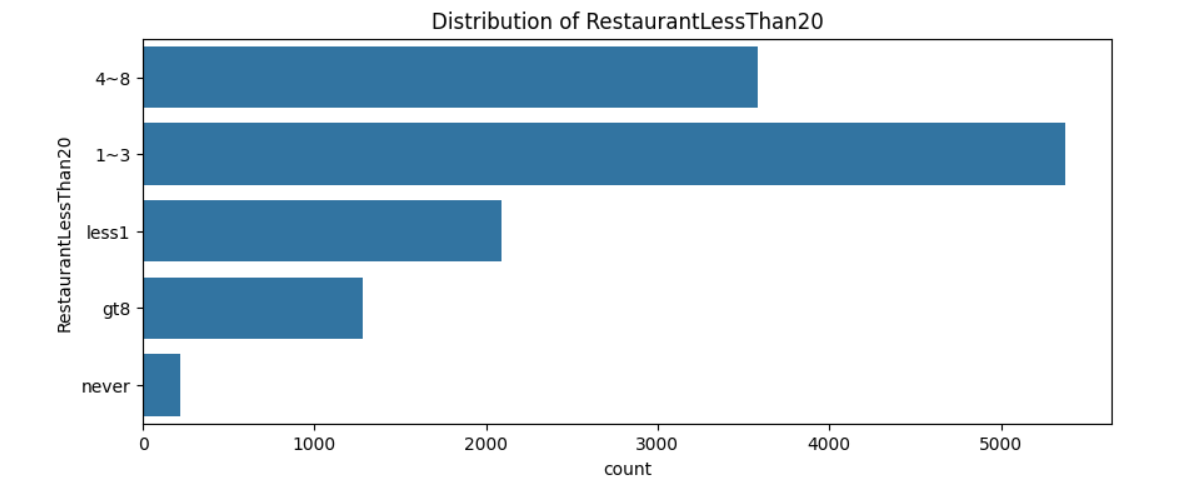 Distribution of RestaurantLessThan20
RestaurantLessThan20
4~8
1~3
less1
gt8
never
0 1000 2000 3000 4000 5000
count